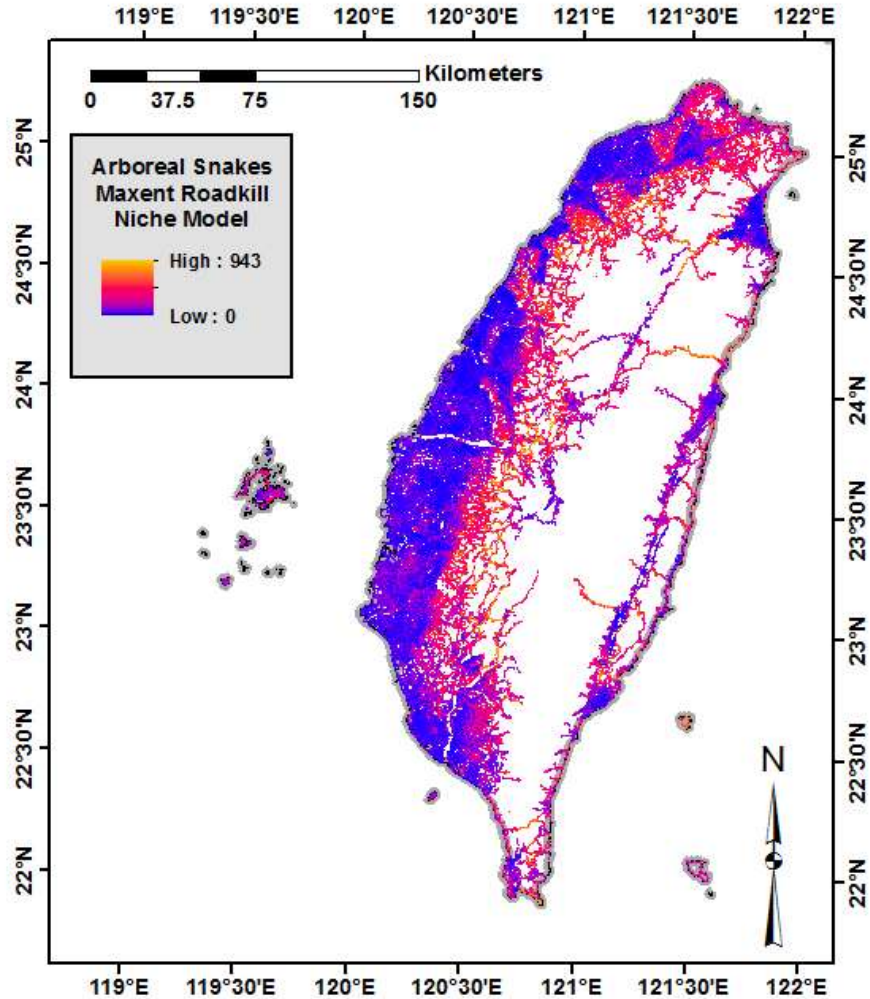 119°E 119°30'E 120°E 120°30'E 121°E 121°30'E 122°E
Kilometers
0 37.5 75 150
Arboreal Snakes
Maxent Roadkill
Niche Model
High : 943
Low : 0
25°N
24°30'N
24°N
23°30'N
23°N
22°30'N
22°N
25°N
24°30'N
24°N
23°30'N
23°N
22°30'N
22°N
N
119°E 119°30'E 120°E 120°30'E 121°E 121°30'E 122°E